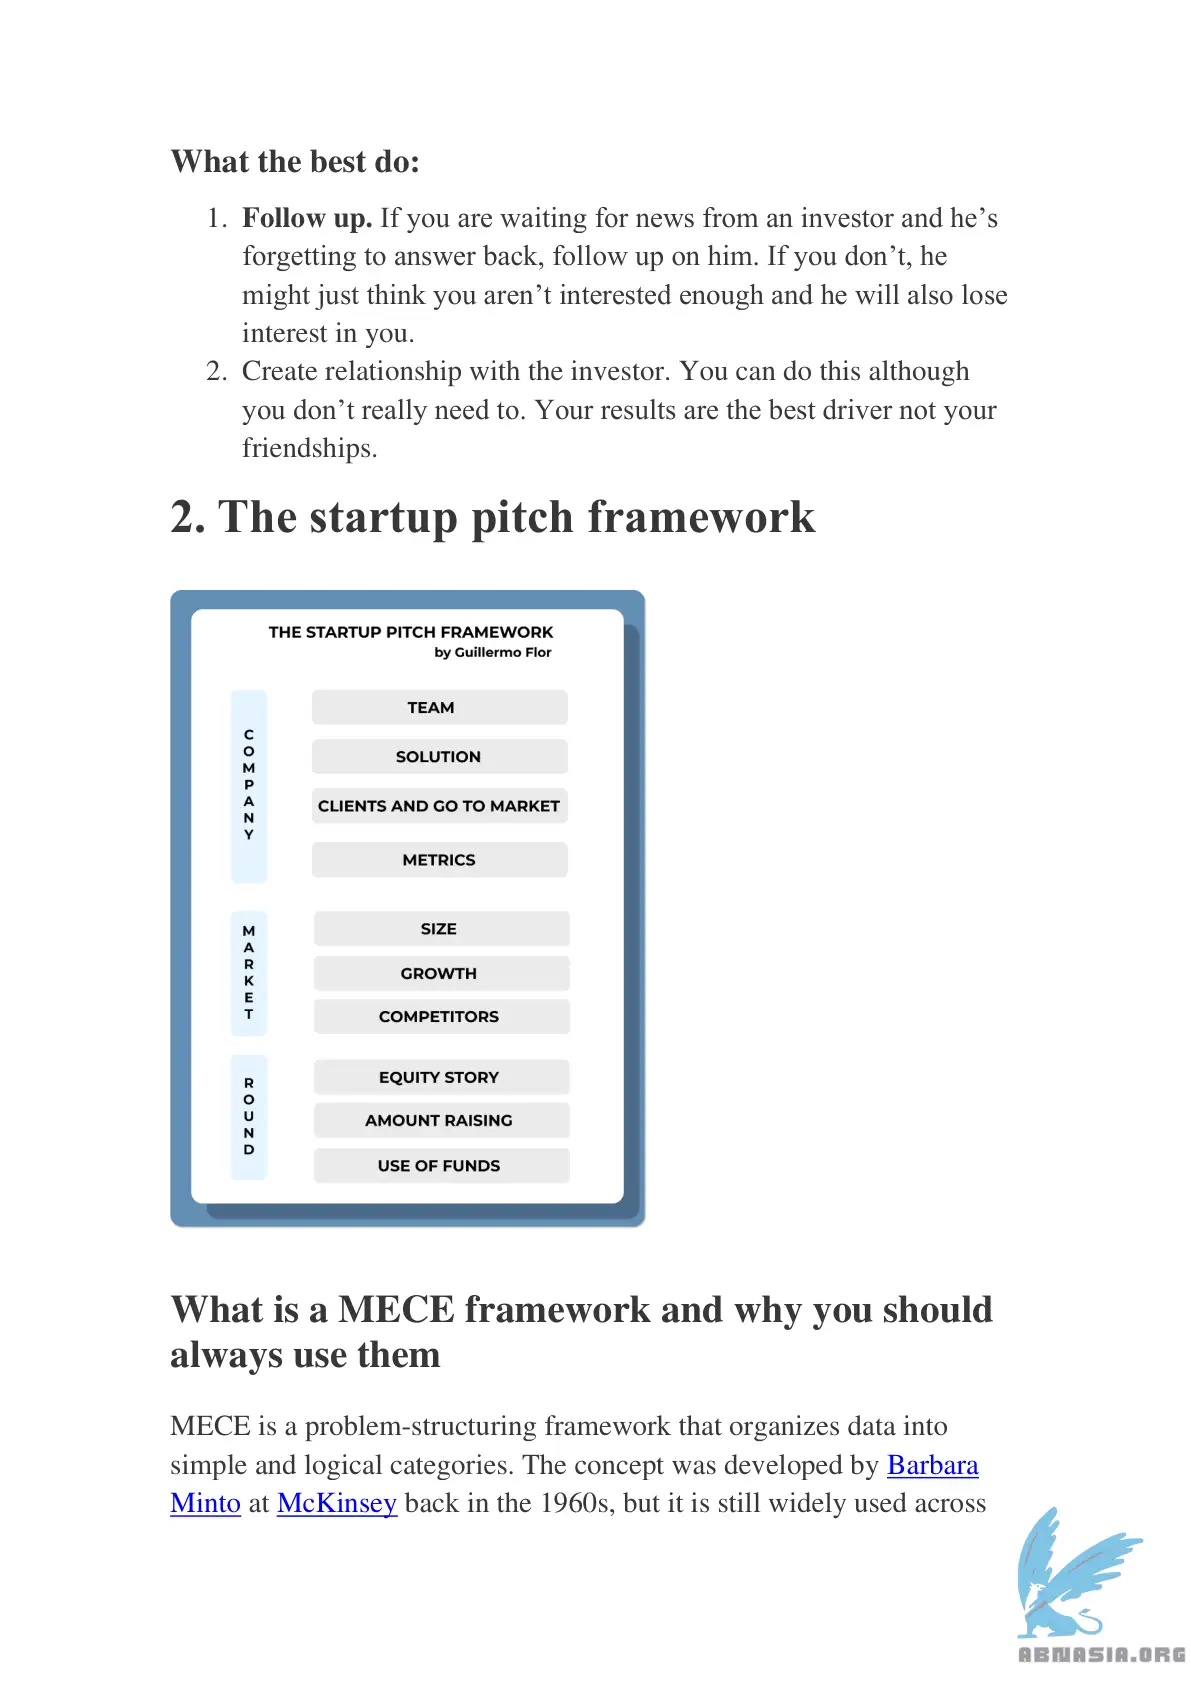 What the best do:
1. Follow up. If you are waiting for news from an investor and he’s
forgetting to answer back, follow up on him. If you don’t, he
might just think you aren’t interested enough and he will also lose
interest in you.
2. Create relationship with the investor. You can do this although
you don’t really need to. Your results are the best driver not your
friendships.
2. The startup pitch framework
THE STARTUP PITCH FRAMEWORK
by Guillermo Flor
COMPANY
TEAM
SOLUTION
CLIENTS AND GO TO MARKET
METRICS
MARKET
SIZE
GROWTH
COMPETITORS
ROUND
EQUITY STORY
AMOUNT RAISING
USE OF FUNDS
What is a MECE framework and why you should
always use them
MECE is a problem-structuring framework that organizes data into
simple and logical categories. The concept was developed by Barbara
Minto at McKinsey back in the 1960s, but it is still widely used across
ABNASIA.ORG